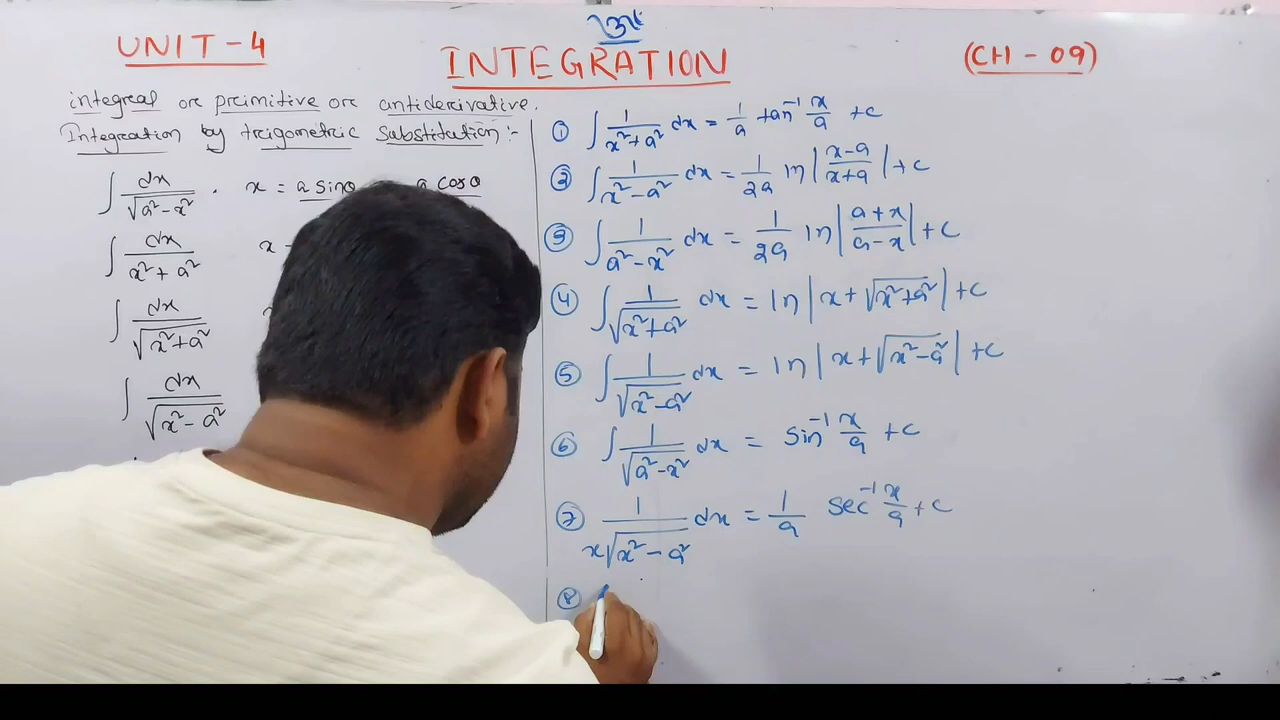 ଓଁ
UNIT-4
INTEGRATION
(CH-09)
integral or primitive or antiderivative.
Integration by trigometric substitution :-
∫ dx/√(a²-x²) . x = a sinθ a cosθ
∫ dx/(x²+a²) x
∫ dx/√(x²+a²)
∫ dx/√(x²-a²)
① ∫ 1/(x²+a²) dx = 1/a tan⁻¹ x/a +c
② ∫ 1/(x²-a²) dx = 1/2a ln|(x-a)/(x+a)| +c
③ ∫ 1/(a²-x²) dx = 1/2a ln|(a+x)/(a-x)| +c
④ ∫ 1/√(x²+a²) dx = ln|x+√(x²+a²)| +c
⑤ ∫ 1/√(x²-a²) dx = ln|x+√(x²-a²)| +c
⑥ ∫ 1/√(a²-x²) dx = sin⁻¹ x/a +c
⑦ 1/(x√(x²-a²)) dx = 1/a sec⁻¹ x/a +c
⑧